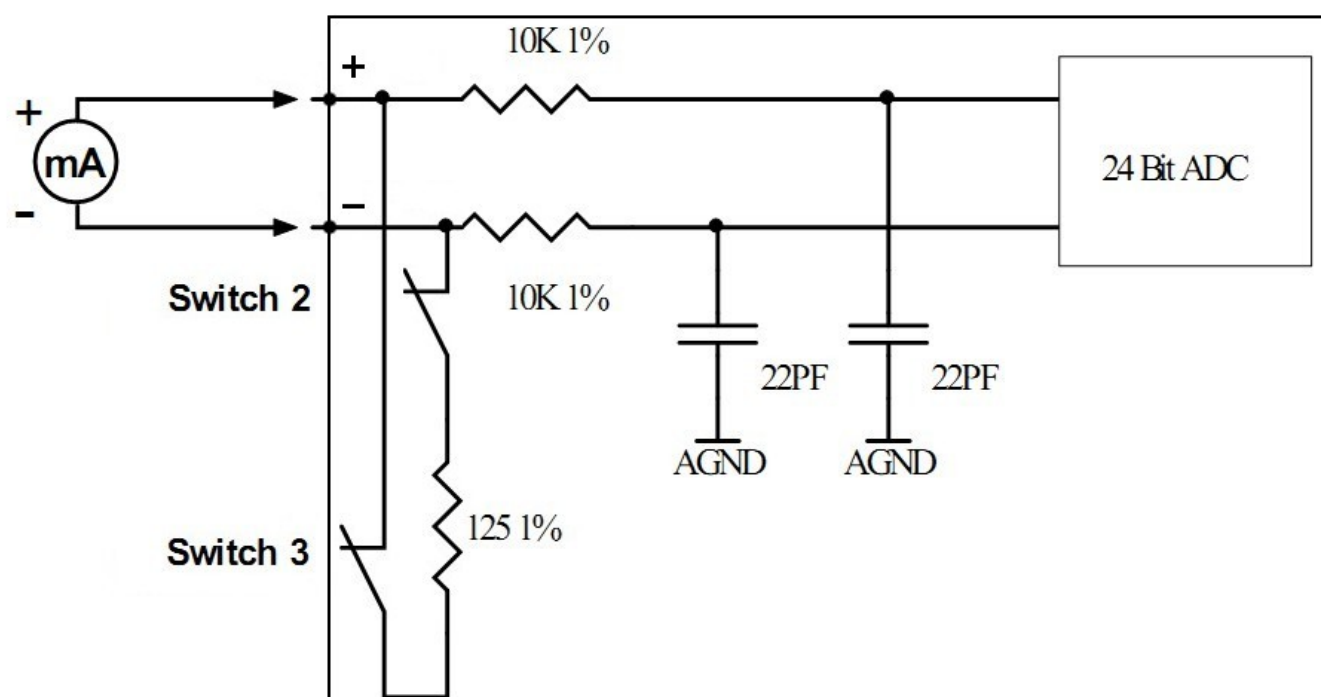 10K 1%
+
+
mA
-
−
24 Bit ADC
Switch 2
10K 1%
22PF
22PF
AGND
AGND
125 1%
Switch 3